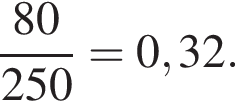 80/250 = 0,32.